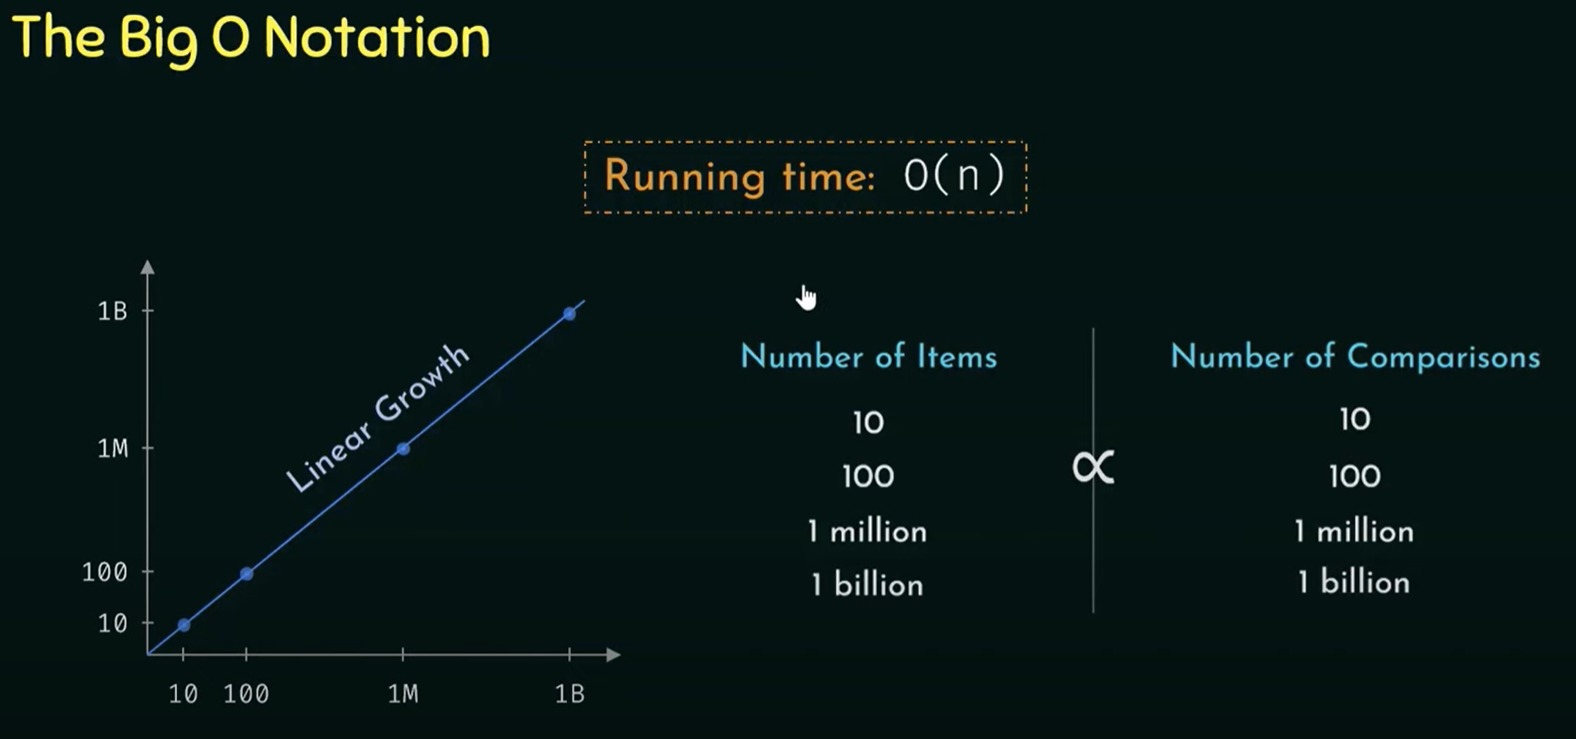 The Big O Notation
Running time: O(n)
1B
1M
100
10
10 100 1M 1B
Linear Growth
Number of Items
10
100
1 million
1 billion
∝
Number of Comparisons
10
100
1 million
1 billion